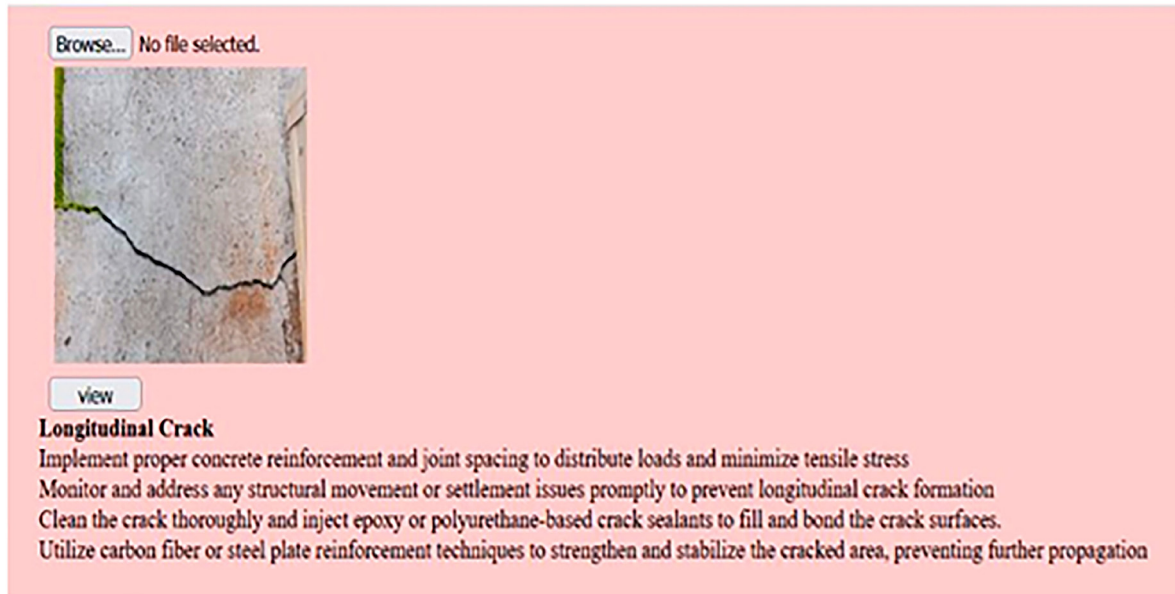 Browse... No file selected.
view
Longitudinal Crack
Implement proper concrete reinforcement and joint spacing to distribute loads and minimize tensile stress
Monitor and address any structural movement or settlement issues promptly to prevent longitudinal crack formation
Clean the crack thoroughly and inject epoxy or polyurethane-based crack sealants to fill and bond the crack surfaces.
Utilize carbon fiber or steel plate reinforcement techniques to strengthen and stabilize the cracked area, preventing further propagation